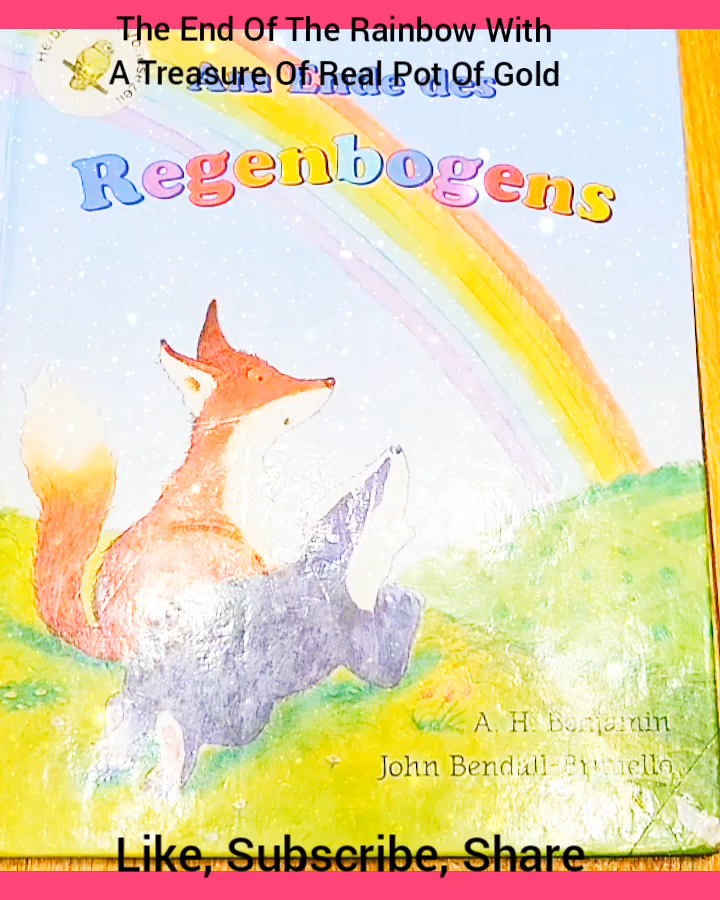 The End Of The Rainbow With
A Treasure Of Real Pot Of Gold
Am Ende des
Regenbogens
A. H. Benjamin
John Bendall-Brunello
Like, Subscribe, Share